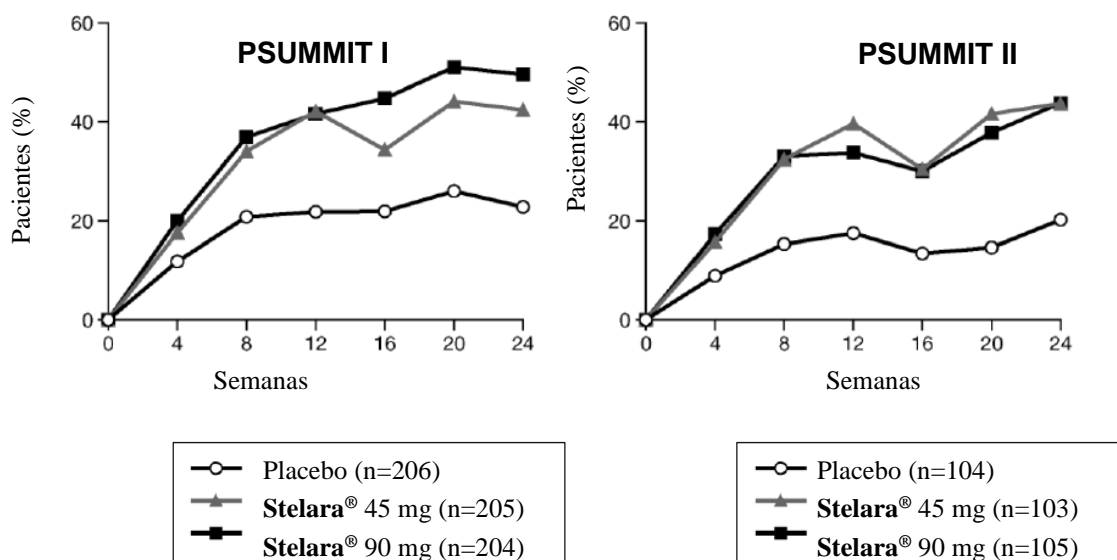 PSUMMIT I
Pacientes (%)
60
40
20
0
0 4 8 12 16 20 24
Semanas
Placebo (n=206)
Stelara® 45 mg (n=205)
Stelara® 90 mg (n=204)
PSUMMIT II
Pacientes (%)
60
40
20
0
0 4 8 12 16 20 24
Semanas
Placebo (n=104)
Stelara® 45 mg (n=103)
Stelara® 90 mg (n=105)